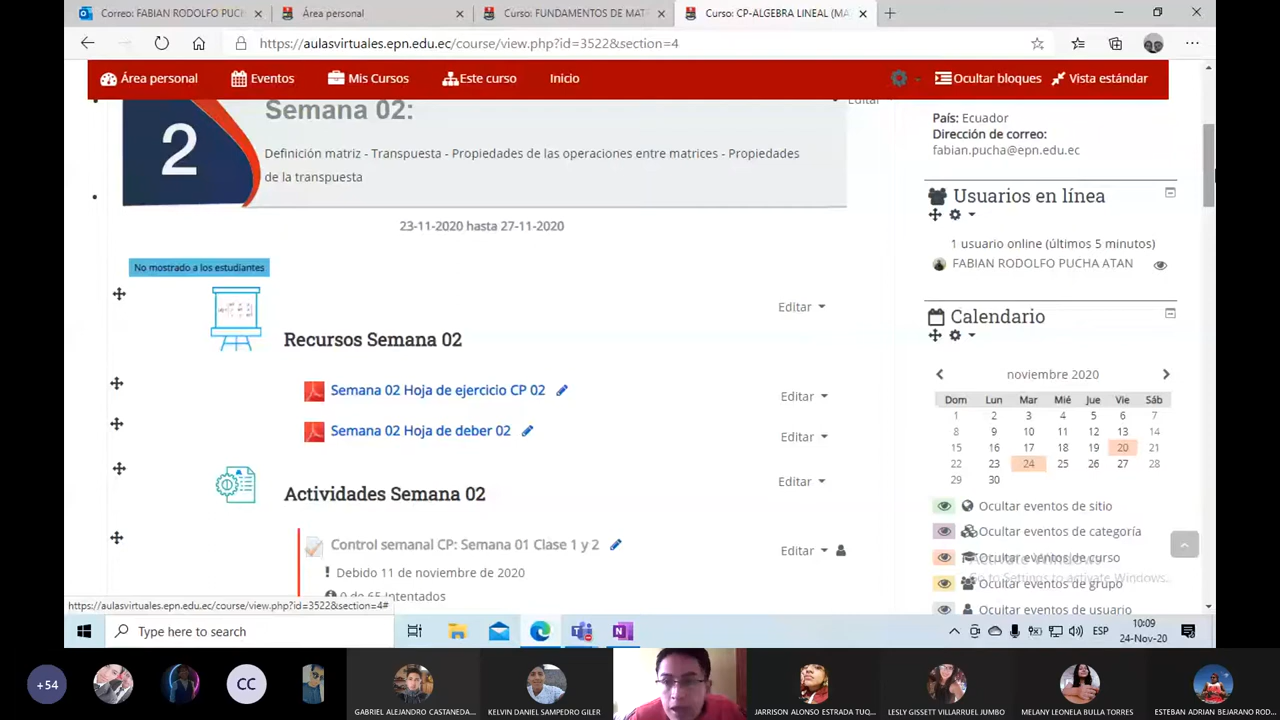 Correo: FABIAN RODOLFO PUCH
Área personal
Curso: FUNDAMENTOS DE MAT
Curso: CP-ALGEBRA LINEAL (MA
https://aulasvirtuales.epn.edu.ec/course/view.php?id=3522&section=4
Área personal
Eventos
Mis Cursos
Este curso
Inicio
Ocultar bloques
Vista estándar
2
Semana 02:
Editar
Definición matriz - Transpuesta - Propiedades de las operaciones entre matrices - Propiedades
de la transpuesta
23-11-2020 hasta 27-11-2020
No mostrado a los estudiantes
Editar
Recursos Semana 02
Semana 02 Hoja de ejercicio CP 02
Editar
Semana 02 Hoja de deber 02
Editar
Actividades Semana 02
Editar
Control semanal CP: Semana 01 Clase 1 y 2
Editar
Debido 11 de noviembre de 2020
0 de 65 Intentados
País: Ecuador
Dirección de correo:
fabian.pucha@epn.edu.ec
Usuarios en línea
1 usuario online (últimos 5 minutos)
FABIAN RODOLFO PUCHA ATAN
Calendario
noviembre 2020
Dom Lun Mar Mié Jue Vie Sáb
1 2 3 4 5 6 7
8 9 10 11 12 13 14
15 16 17 18 19 20 21
22 23 24 25 26 27 28
29 30
Ocultar eventos de sitio
Ocultar eventos de categoría
Ocultar eventos de curso
Ocultar eventos de grupo
Ocultar eventos de usuario
Activate Windows
Go to Settings to activate Windows.
https://aulasvirtuales.epn.edu.ec/course/view.php?id=3522&section=4#
Type here to search
ESP
10:09
24-Nov-20
+54
CC
GABRIEL ALEJANDRO CASTANEDA...
KELVIN DANIEL SAMPEDRO GILER
JARRISON ALONSO ESTRADA TUQ...
LESLY GISSETT VILLARRUEL JUMBO
MELANY LEONELA BULLA TORRES
ESTEBAN ADRIAN BEJARANO ROD...